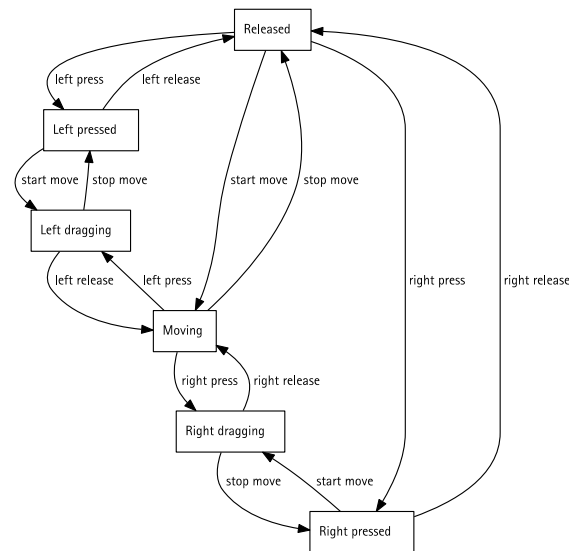 Released
left press
left release
Left pressed
start move
stop move
start move
stop move
Left dragging
left release
left press
right press
right release
Moving
right press
right release
Right dragging
stop move
start move
Right pressed